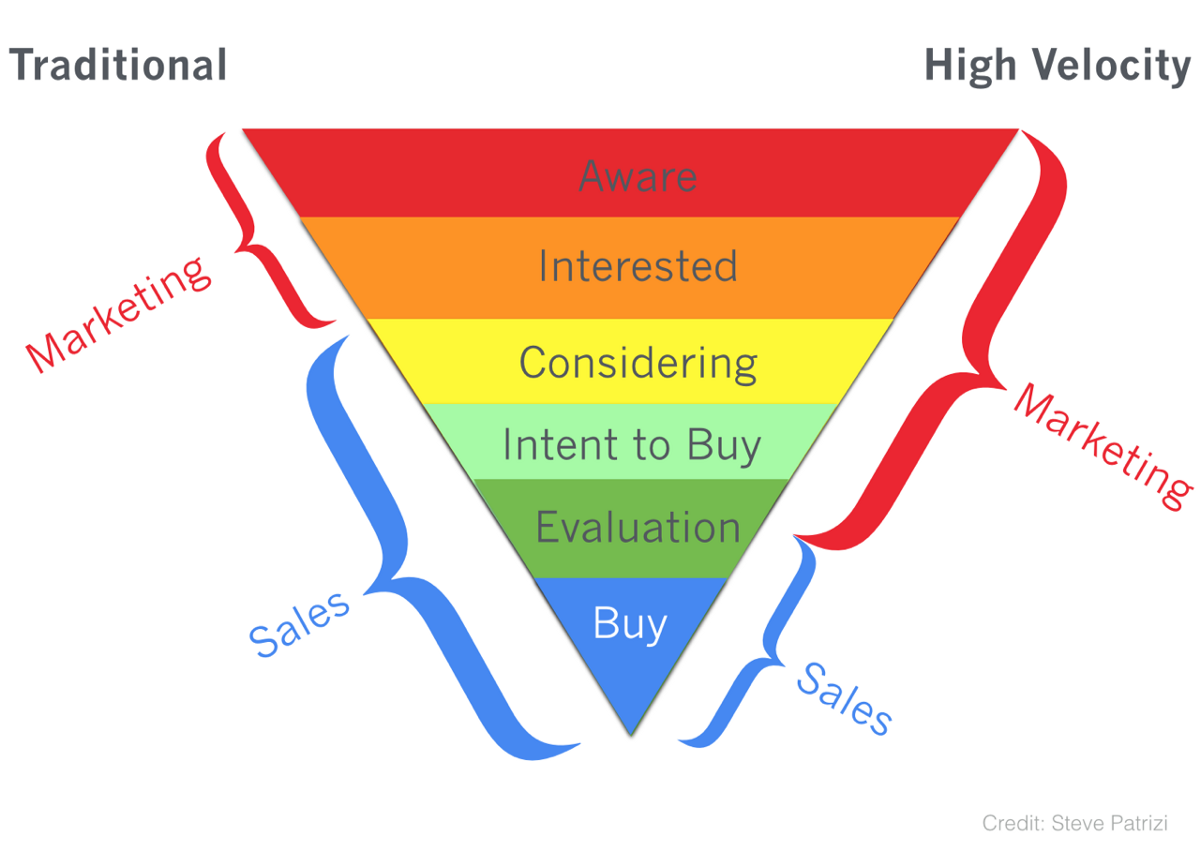 Traditional
High Velocity
Aware
Interested
Considering
Intent to Buy
Evaluation
Buy
Marketing
Sales
Marketing
Sales
Credit: Steve Patrizi